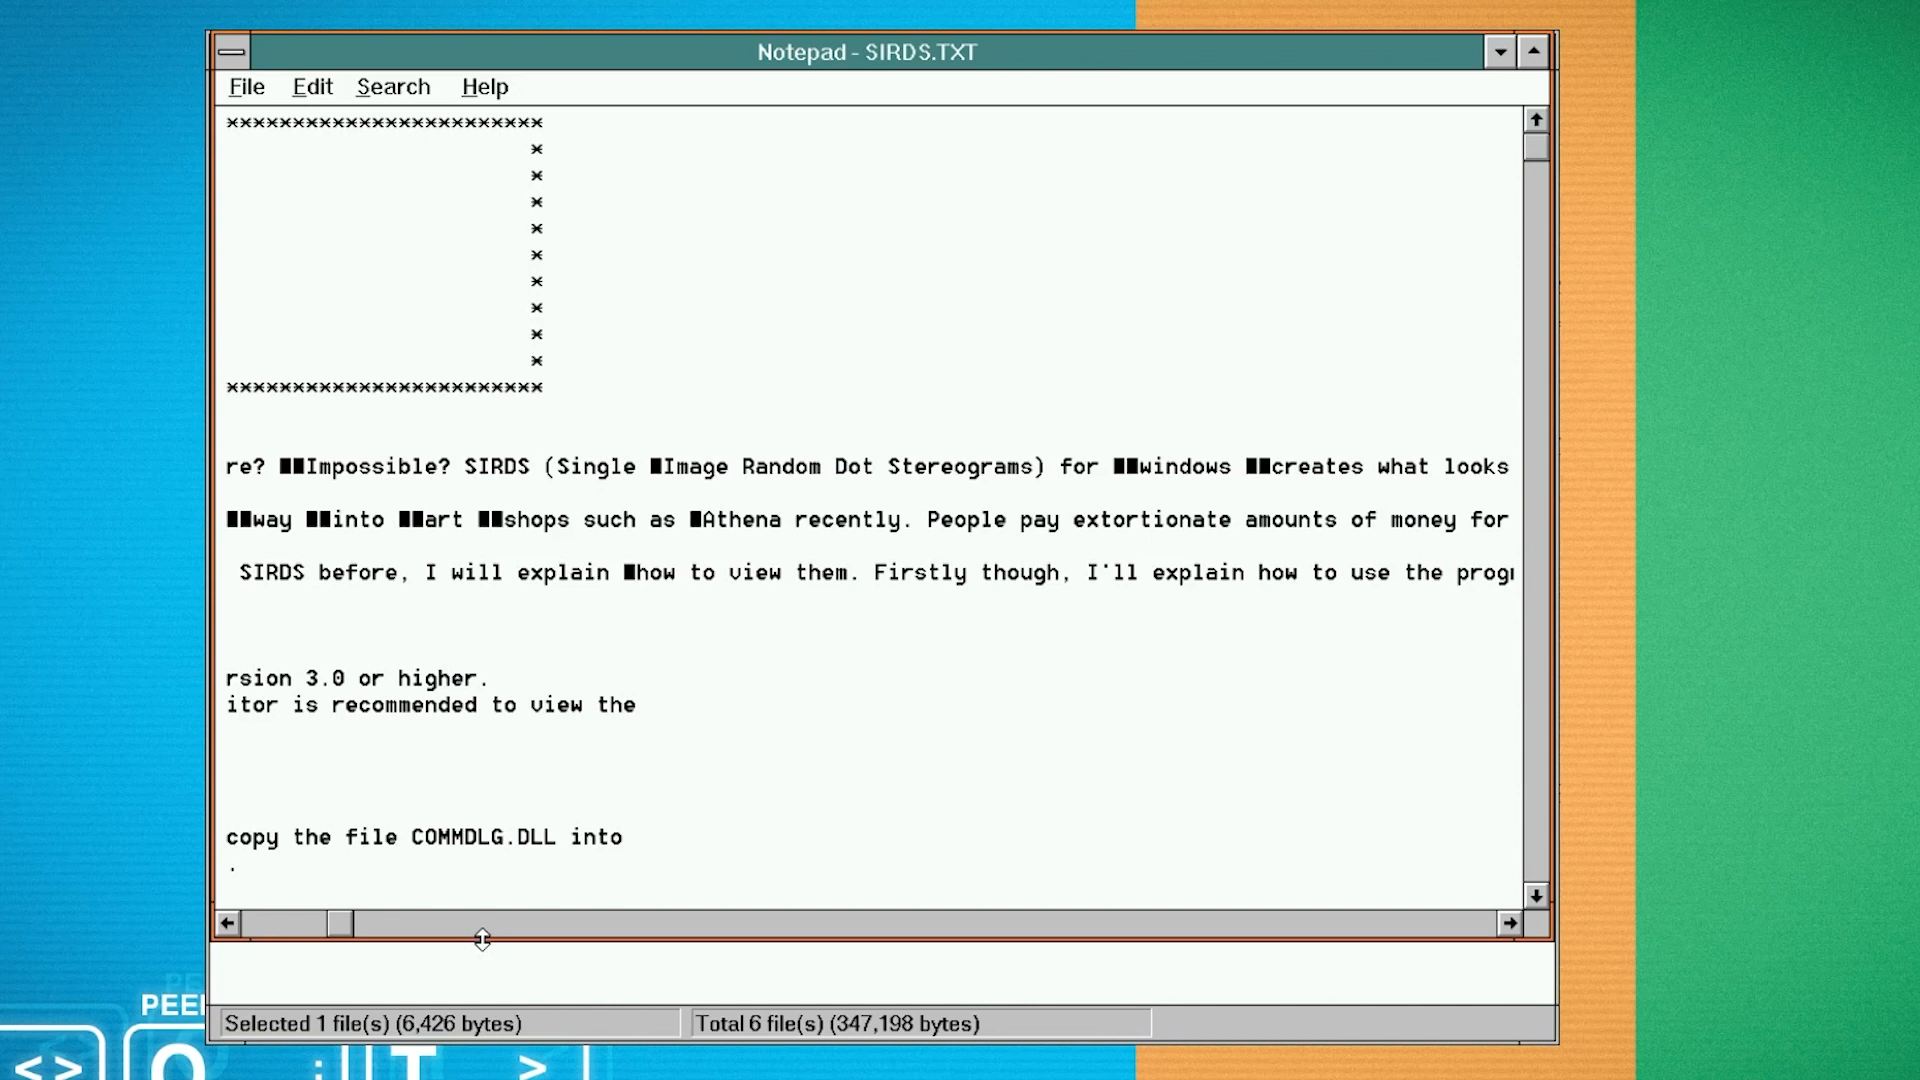 Notepad - SIRDS.TXT
File Edit Search Help
************************
*
*
*
*
*
*
*
*
*
************************
re? ■■Impossible? SIRDS (Single ■Image Random Dot Stereograms) for ■■windows ■■creates what looks
■■way ■■into ■■art ■■shops such as ■Athena recently. People pay extortionate amounts of money for
SIRDS before, I will explain ■how to view them. Firstly though, I'll explain how to use the progr
rsion 3.0 or higher.
itor is recommended to view the
copy the file COMMDLG.DLL into
.
Selected 1 file(s) (6,426 bytes) Total 6 file(s) (347,198 bytes)
PEE
<> O : T >